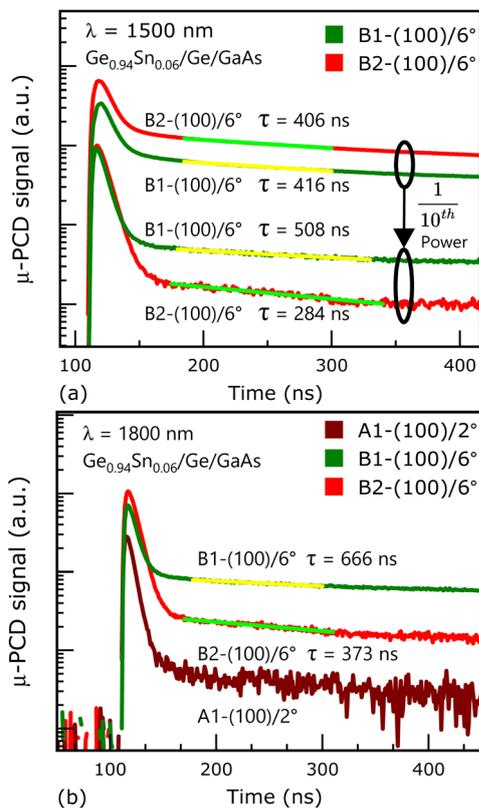 λ = 1500 nm
Ge0.94Sn0.06/Ge/GaAs
B1-(100)/6°
B2-(100)/6°
B2-(100)/6° τ = 406 ns
B1-(100)/6° τ = 416 ns
B1-(100)/6° τ = 508 ns
B2-(100)/6° τ = 284 ns
1
10th
Power
μ-PCD signal (a.u.)
100 200 300 400
(a) Time (ns)
λ = 1800 nm
Ge0.94Sn0.06/Ge/GaAs
A1-(100)/2°
B1-(100)/6°
B2-(100)/6°
B1-(100)/6° τ = 666 ns
B2-(100)/6° τ = 373 ns
A1-(100)/2°
μ-PCD signal (a.u.)
100 200 300 400
(b) Time (ns)